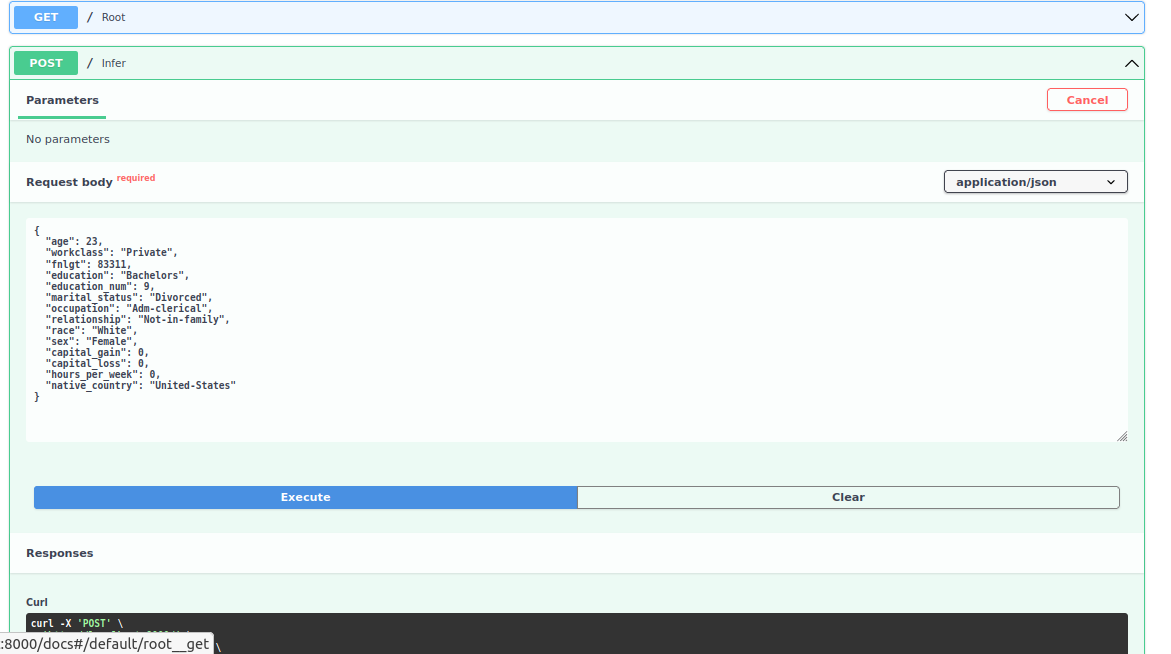 GET / Root
POST / Infer
Parameters
Cancel
No parameters
Request body required
application/json
{
"age": 23,
"workclass": "Private",
"fnlgt": 83311,
"education": "Bachelors",
"education_num": 9,
"marital_status": "Divorced",
"occupation": "Adm-clerical",
"relationship": "Not-in-family",
"race": "White",
"sex": "Female",
"capital_gain": 0,
"capital_loss": 0,
"hours_per_week": 0,
"native_country": "United-States"
}
Execute
Clear
Responses
Curl
curl -X 'POST' \
:8000/docs#/default/root__get
\